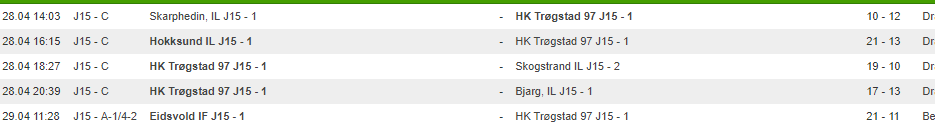 28.04 14:03 J15 - C Skarphedin, IL J15 - 1 - HK Trøgstad 97 J15 - 1 10 - 12 Dr
28.04 16:15 J15 - C Hokksund IL J15 - 1 - HK Trøgstad 97 J15 - 1 21 - 13 Dr
28.04 18:27 J15 - C HK Trøgstad 97 J15 - 1 - Skogstrand IL J15 - 2 19 - 10 Dr
28.04 20:39 J15 - C HK Trøgstad 97 J15 - 1 - Bjarg, IL J15 - 1 17 - 13 Dr
29.04 11:28 J15 - A-1/4-2 Eidsvold IF J15 - 1 - HK Trøgstad 97 J15 - 1 21 - 11 Be